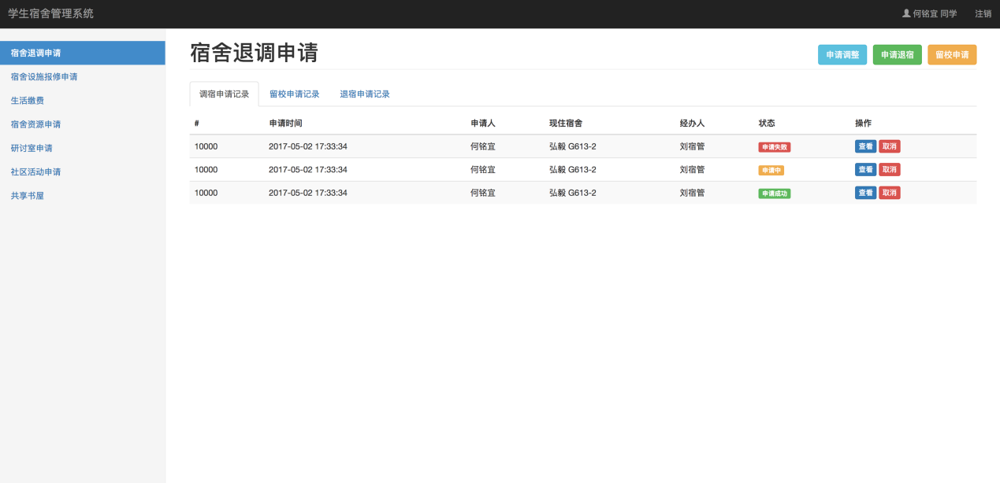 学生宿舍管理系统 何铭宜 同学 注销
宿舍退调申请
宿舍设施报修申请
生活缴费
宿舍资源申请
研讨室申请
社区活动申请
共享书屋
宿舍退调申请 申请调整 申请退宿 留校申请
调宿申请记录 留校申请记录 退宿申请记录
# 申请时间 申请人 现住宿舍 经办人 状态 操作
10000 2017-05-02 17:33:34 何铭宜 弘毅 G613-2 刘宿管 申请失败 查看 取消
10000 2017-05-02 17:33:34 何铭宜 弘毅 G613-2 刘宿管 申请中 查看 取消
10000 2017-05-02 17:33:34 何铭宜 弘毅 G613-2 刘宿管 申请成功 查看 取消